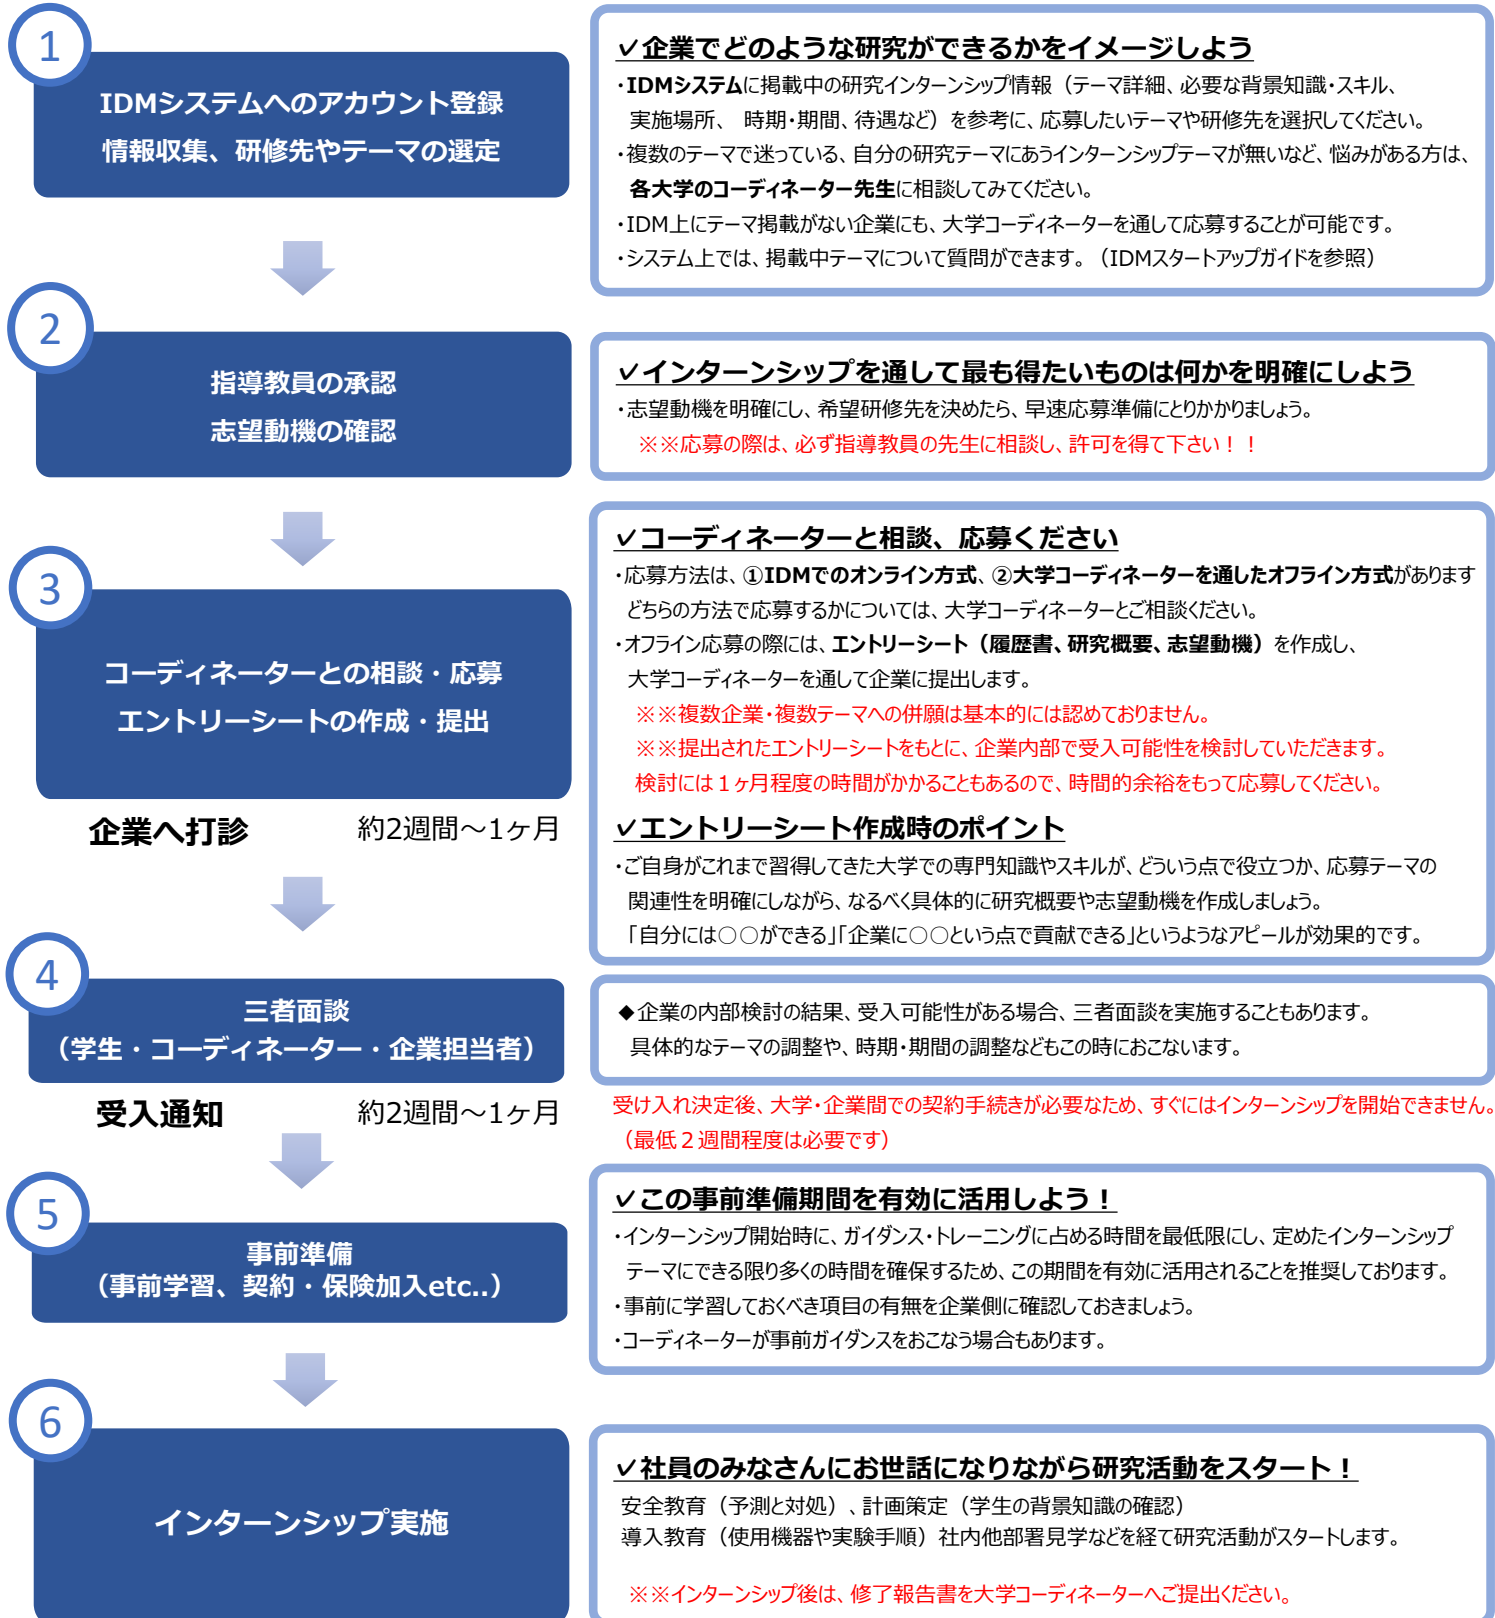 1
IDMシステムへのアカウント登録
情報収集、研修先やテーマの選定
✓企業でどのような研究ができるかをイメージしよう
・IDMシステムに掲載中の研究インターンシップ情報（テーマ詳細、必要な背景知識・スキル、
実施場所、 時期・期間、待遇など）を参考に、応募したいテーマや研修先を選択してください。
・複数のテーマで迷っている、自分の研究テーマにあうインターンシップテーマが無いなど、悩みがある方は、
各大学のコーディネーター先生に相談してみてください。
・IDM上にテーマ掲載がない企業にも、大学コーディネーターを通して応募することが可能です。
・システム上では、掲載中テーマについて質問ができます。（IDMスタートアップガイドを参照）
2
指導教員の承認
志望動機の確認
✓インターンシップを通して最も得たいものは何かを明確にしよう
・志望動機を明確にし、希望研修先を決めたら、早速応募準備にとりかかりましょう。
※※応募の際は、必ず指導教員の先生に相談し、許可を得て下さい！！
3
コーディネーターとの相談・応募
エントリーシートの作成・提出
✓コーディネーターと相談、応募ください
・応募方法は、①IDMでのオンライン方式、②大学コーディネーターを通したオフライン方式があります
どちらの方法で応募するかについては、大学コーディネーターとご相談ください。
・オフライン応募の際には、エントリーシート（履歴書、研究概要、志望動機）を作成し、
大学コーディネーターを通して企業に提出します。
※※複数企業・複数テーマへの併願は基本的には認めておりません。
※※提出されたエントリーシートをもとに、企業内部で受入可能性を検討していただきます。
検討には１ヶ月程度の時間がかかることもあるので、時間的余裕をもって応募してください。
✓エントリーシート作成時のポイント
・ご自身がこれまで習得してきた大学での専門知識やスキルが、どういう点で役立つか、応募テーマの
関連性を明確にしながら、なるべく具体的に研究概要や志望動機を作成しましょう。
「自分には○○ができる」「企業に○○という点で貢献できる」というようなアピールが効果的です。
企業へ打診 約2週間～1ヶ月
4
三者面談
（学生・コーディネーター・企業担当者）
◆企業の内部検討の結果、受入可能性がある場合、三者面談を実施することもあります。
具体的なテーマの調整や、時期・期間の調整などもこの時におこないます。
受入通知 約2週間～1ヶ月
受け入れ決定後、大学・企業間での契約手続きが必要なため、すぐにはインターンシップを開始できません。
（最低２週間程度は必要です）
5
事前準備
（事前学習、契約・保険加入etc..）
✓この事前準備期間を有効に活用しよう！
・インターンシップ開始時に、ガイダンス・トレーニングに占める時間を最低限にし、定めたインターンシップ
テーマにできる限り多くの時間を確保するため、この期間を有効に活用されることを推奨しております。
・事前に学習しておくべき項目の有無を企業側に確認しておきましょう。
・コーディネーターが事前ガイダンスをおこなう場合もあります。
6
インターンシップ実施
✓社員のみなさんにお世話になりながら研究活動をスタート！
安全教育（予測と対処）、計画策定（学生の背景知識の確認）
導入教育（使用機器や実験手順）社内他部署見学などを経て研究活動がスタートします。
※※インターンシップ後は、修了報告書を大学コーディネーターへご提出ください。